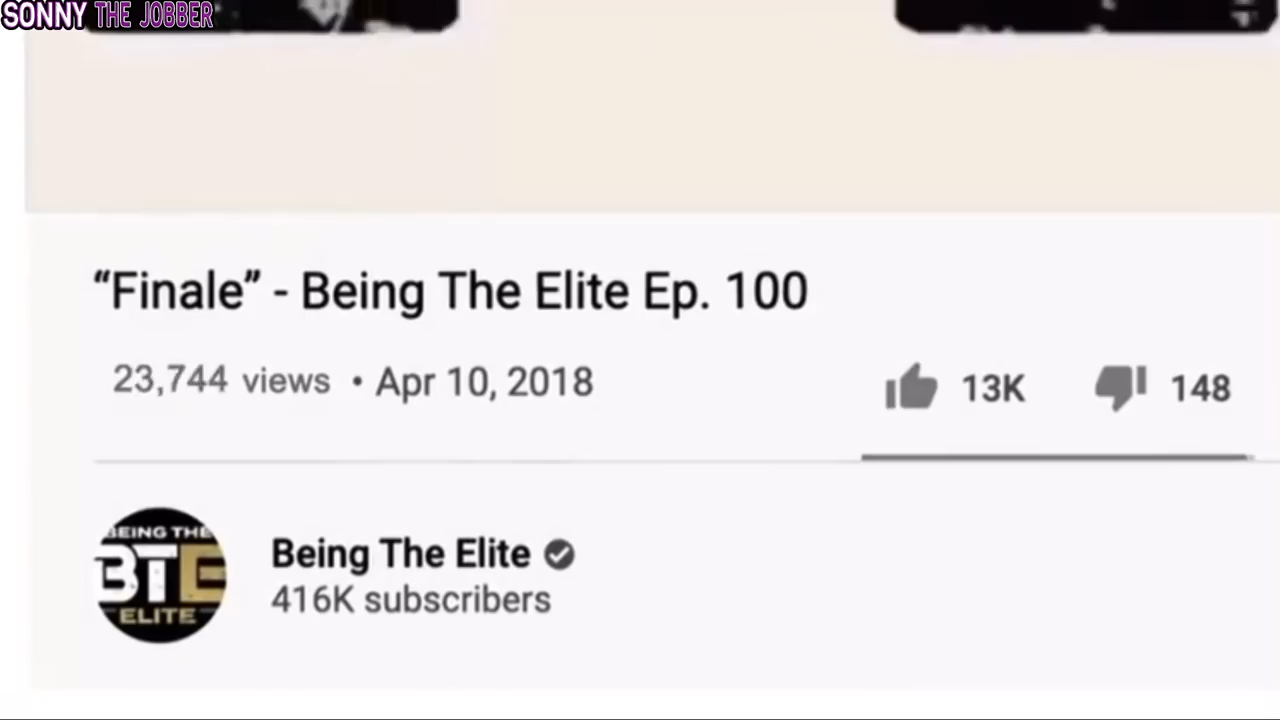 SONNY THE JOBBER
“Finale” - Being The Elite Ep. 100
23,744 views • Apr 10, 2018
13K 148
BEING THE
BTE
ELITE
Being The Elite
416K subscribers